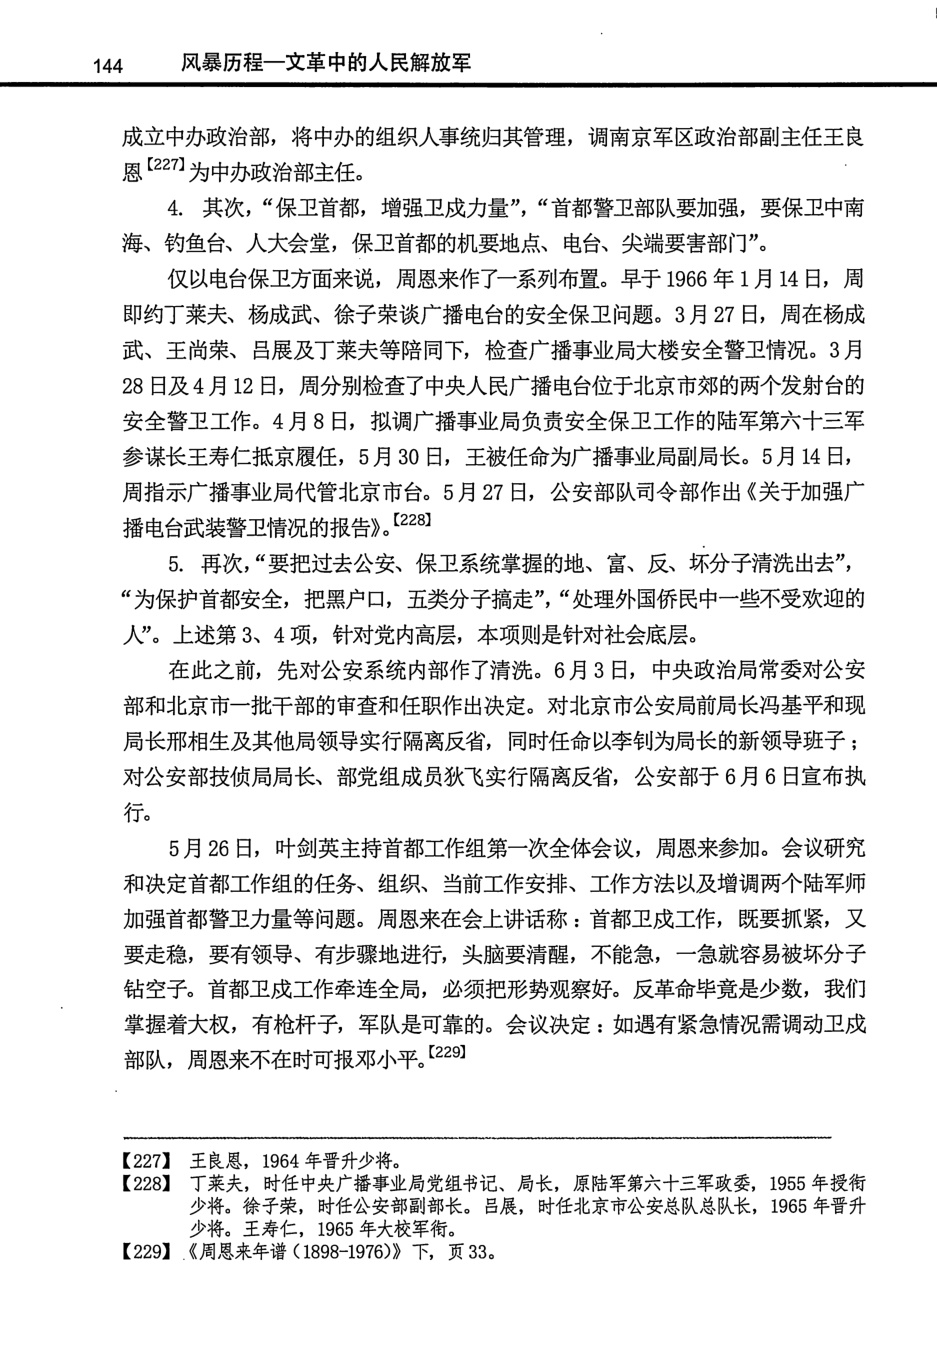 144 风暴历程—文革中的人民解放军
成立中办政治部，将中办的组织人事统归其管理，调南京军区政治部副主任王良
恩【227】为中办政治部主任。
4. 其次，“保卫首都，增强卫戍力量”，“首都警卫部队要加强，要保卫中南
海、钓鱼台、人大会堂，保卫首都的机要地点、电台、尖端要害部门”。
仅以电台保卫方面来说，周恩来作了一系列布置。早于 1966 年 1 月 14 日，周
即约丁莱夫、杨成武、徐子荣谈广播电台的安全保卫问题。3 月 27 日，周在杨成
武、王尚荣、吕展及丁莱夫等陪同下，检查广播事业局大楼安全警卫情况。3 月
28 日及 4 月 12 日，周分别检查了中央人民广播电台位于北京市郊的两个发射台的
安全警卫工作。4 月 8 日，拟调广播事业局负责安全保卫工作的陆军第六十三军
参谋长王寿仁抵京履任，5 月 30 日，王被任命为广播事业局副局长。5 月 14 日，
周指示广播事业局代管北京市台。5 月 27 日，公安部队司令部作出《关于加强广
播电台武装警卫情况的报告》。【228】
5. 再次，“要把过去公安、保卫系统掌握的地、富、反、坏分子清洗出去”，
“为保护首都安全，把黑户口，五类分子搞走”，“处理外国侨民中一些不受欢迎的
人”。上述第 3、4 项，针对党内高层，本项则是针对社会底层。
在此之前，先对公安系统内部作了清洗。6 月 3 日，中央政治局常委对公安
部和北京市一批干部的审查和任职作出决定。对北京市公安局前局长冯基平和现
局长邢相生及其他局领导实行隔离反省，同时任命以李钊为局长的新领导班子；
对公安部技侦局局长、部党组成员狄飞实行隔离反省，公安部于 6 月 6 日宣布执
行。
5 月 26 日，叶剑英主持首都工作组第一次全体会议，周恩来参加。会议研究
和决定首都工作组的任务、组织、当前工作安排、工作方法以及增调两个陆军师
加强首都警卫力量等问题。周恩来在会上讲话称：首都卫戍工作，既要抓紧，又
要走稳，要有领导、有步骤地进行，头脑要清醒，不能急，一急就容易被坏分子
钻空子。首都卫戍工作牵连全局，必须把形势观察好。反革命毕竟是少数，我们
掌握着大权，有枪杆子，军队是可靠的。会议决定：如遇有紧急情况需调动卫戍
部队，周恩来不在时可报邓小平。【229】
【227】 王良恩，1964 年晋升少将。
【228】 丁莱夫，时任中央广播事业局党组书记、局长，原陆军第六十三军政委，1955 年授衔
少将。徐子荣，时任公安部副部长。吕展，时任北京市公安总队总队长，1965 年晋升
少将。王寿仁，1965 年大校军衔。
【229】 《周恩来年谱（1898-1976）》下，页 33。